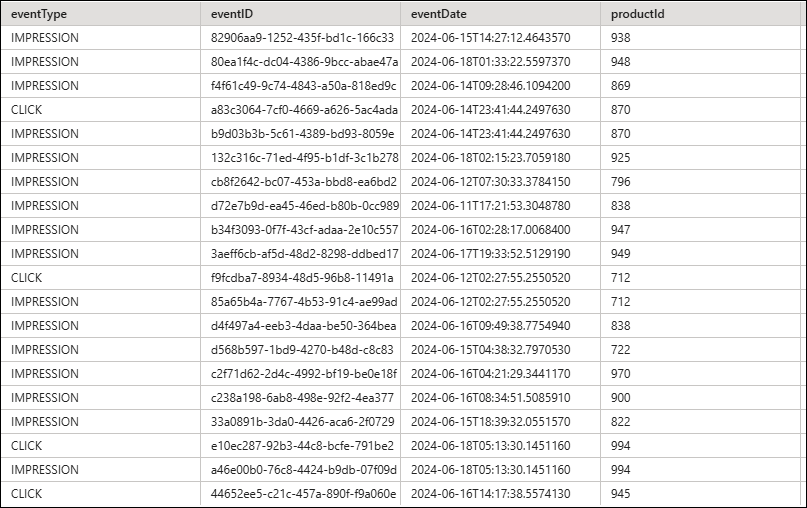 eventType eventID eventDate productId
IMPRESSION 82906aa9-1252-435f-bd1c-166c33 2024-06-15T14:27:12.4643570 938
IMPRESSION 80ea1f4c-dc04-4386-9bcc-abae47a 2024-06-18T01:33:22.5597370 948
IMPRESSION f4f61c49-9c74-4843-a50a-818ed9c 2024-06-14T09:28:46.1094200 869
CLICK a83c3064-7cf0-4669-a626-5ac4ada 2024-06-14T23:41:44.2497630 870
IMPRESSION b9d03b3b-5c61-4389-bd93-8059e 2024-06-14T23:41:44.2497630 870
IMPRESSION 132c316c-71ed-4f95-b1df-3c1b278 2024-06-18T02:15:23.7059180 925
IMPRESSION cb8f2642-bc07-453a-bbd8-ea6bd2 2024-06-12T07:30:33.3784150 796
IMPRESSION d72e7b9d-ea45-46ed-b80b-0cc989 2024-06-11T17:21:53.3048780 838
IMPRESSION b34f3093-0f7f-43cf-adaa-2e10c557 2024-06-16T02:28:17.0068400 947
IMPRESSION 3aeff6cb-af5d-48d2-8298-ddbed17 2024-06-17T19:33:52.5129190 949
CLICK f9fcdba7-8934-48d5-96b8-11491a 2024-06-12T02:27:55.2550520 712
IMPRESSION 85a65b4a-7767-4b53-91c4-ae99ad 2024-06-12T02:27:55.2550520 712
IMPRESSION d4f497a4-eeb3-4daa-be50-364bea 2024-06-16T09:49:38.7754940 838
IMPRESSION d568b597-1bd9-4270-b48d-c8c83 2024-06-15T04:38:32.7970530 722
IMPRESSION c2f71d62-2d4c-4992-bf19-be0e18f 2024-06-16T04:21:29.3441170 970
IMPRESSION c238a198-6ab8-498e-92f2-4ea377 2024-06-16T08:34:51.5085910 900
IMPRESSION 33a0891b-3da0-4426-aca6-2f0729 2024-06-15T18:39:32.0551570 822
CLICK e10ec287-92b3-44c8-bcfe-791be2 2024-06-18T05:13:30.1451160 994
IMPRESSION a46e00b0-76c8-4424-b9db-07f09d 2024-06-18T05:13:30.1451160 994
CLICK 44652ee5-c21c-457a-890f-f9a060e 2024-06-16T14:17:38.5574130 945